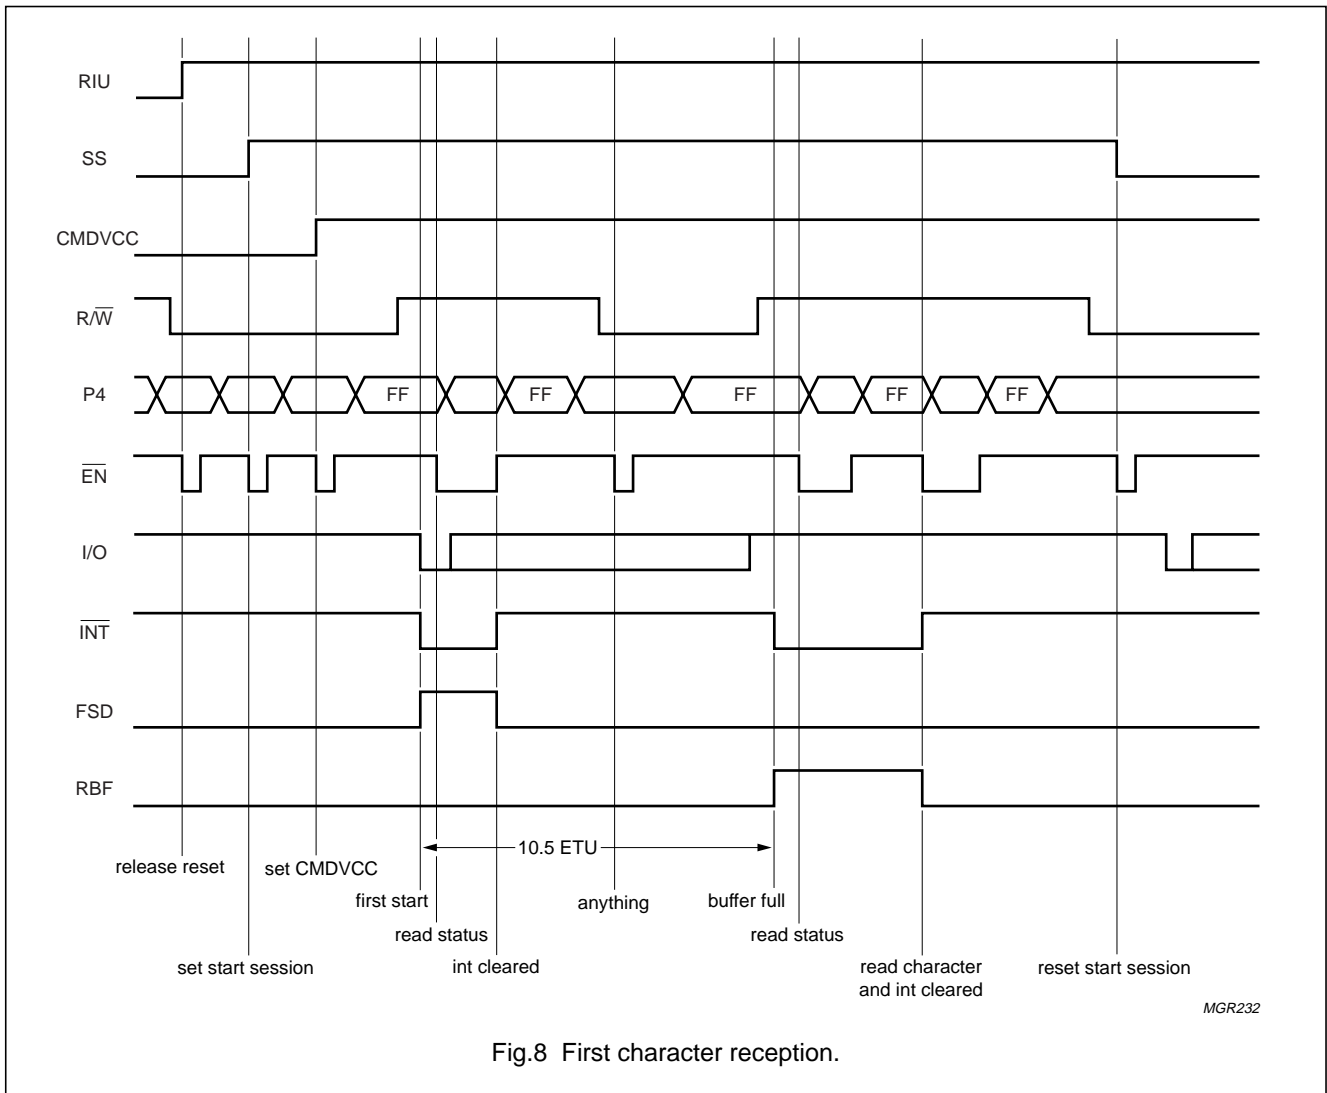 RIU
SS
CMDVCC
R/W̅
P4 FF FF FF FF FF
E̅N̅
I/O
I̅N̅T̅
FSD
RBF
10.5 ETU
release reset set CMDVCC
first start anything buffer full
read status read status
set start session int cleared read character reset start session
and int cleared
MGR232
Fig.8 First character reception.